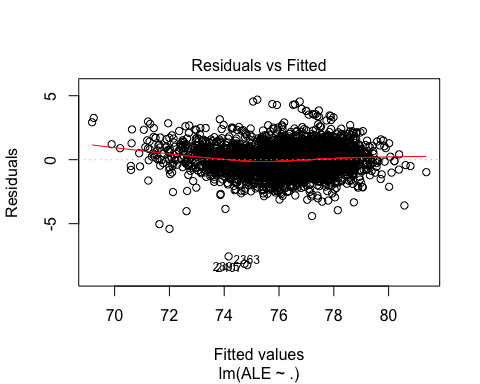 Residuals vs Fitted
Residuals
5
0
-5
2363
70
72
74
76
78
80
Fitted values
lm(ALE ~ .)